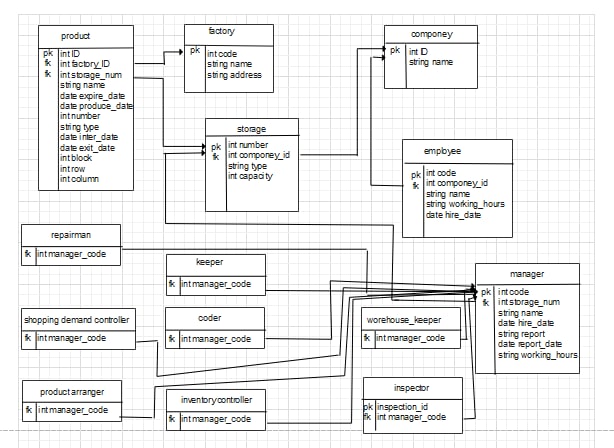 product
pk int ID
fk int factory_ID
fk int storage_num
string name
date expire_date
date produce_date
int number
string type
date inter_date
date exit_date
int block
int row
int column
factory
pk int code
string name
string address
componey
pk int ID
string name
storage
pk int number
fk int componey_id
string type
int capacity
employee
pk int code
fk int componey_id
string name
string working_hours
date hire_date
repairman
fk int manager_code
keeper
fk int manager_code
manager
pk int code
fk int storage_num
string name
date hire_date
string report
date report_date
string working_hours
shopping demand controller
fk int manager_code
coder
fk int manager_code
worehouse_keeper
fk int manager_code
product arranger
fk int manager_code
inventory controller
fk int manager_code
inspector
pk inspection_id
fk int manager_code